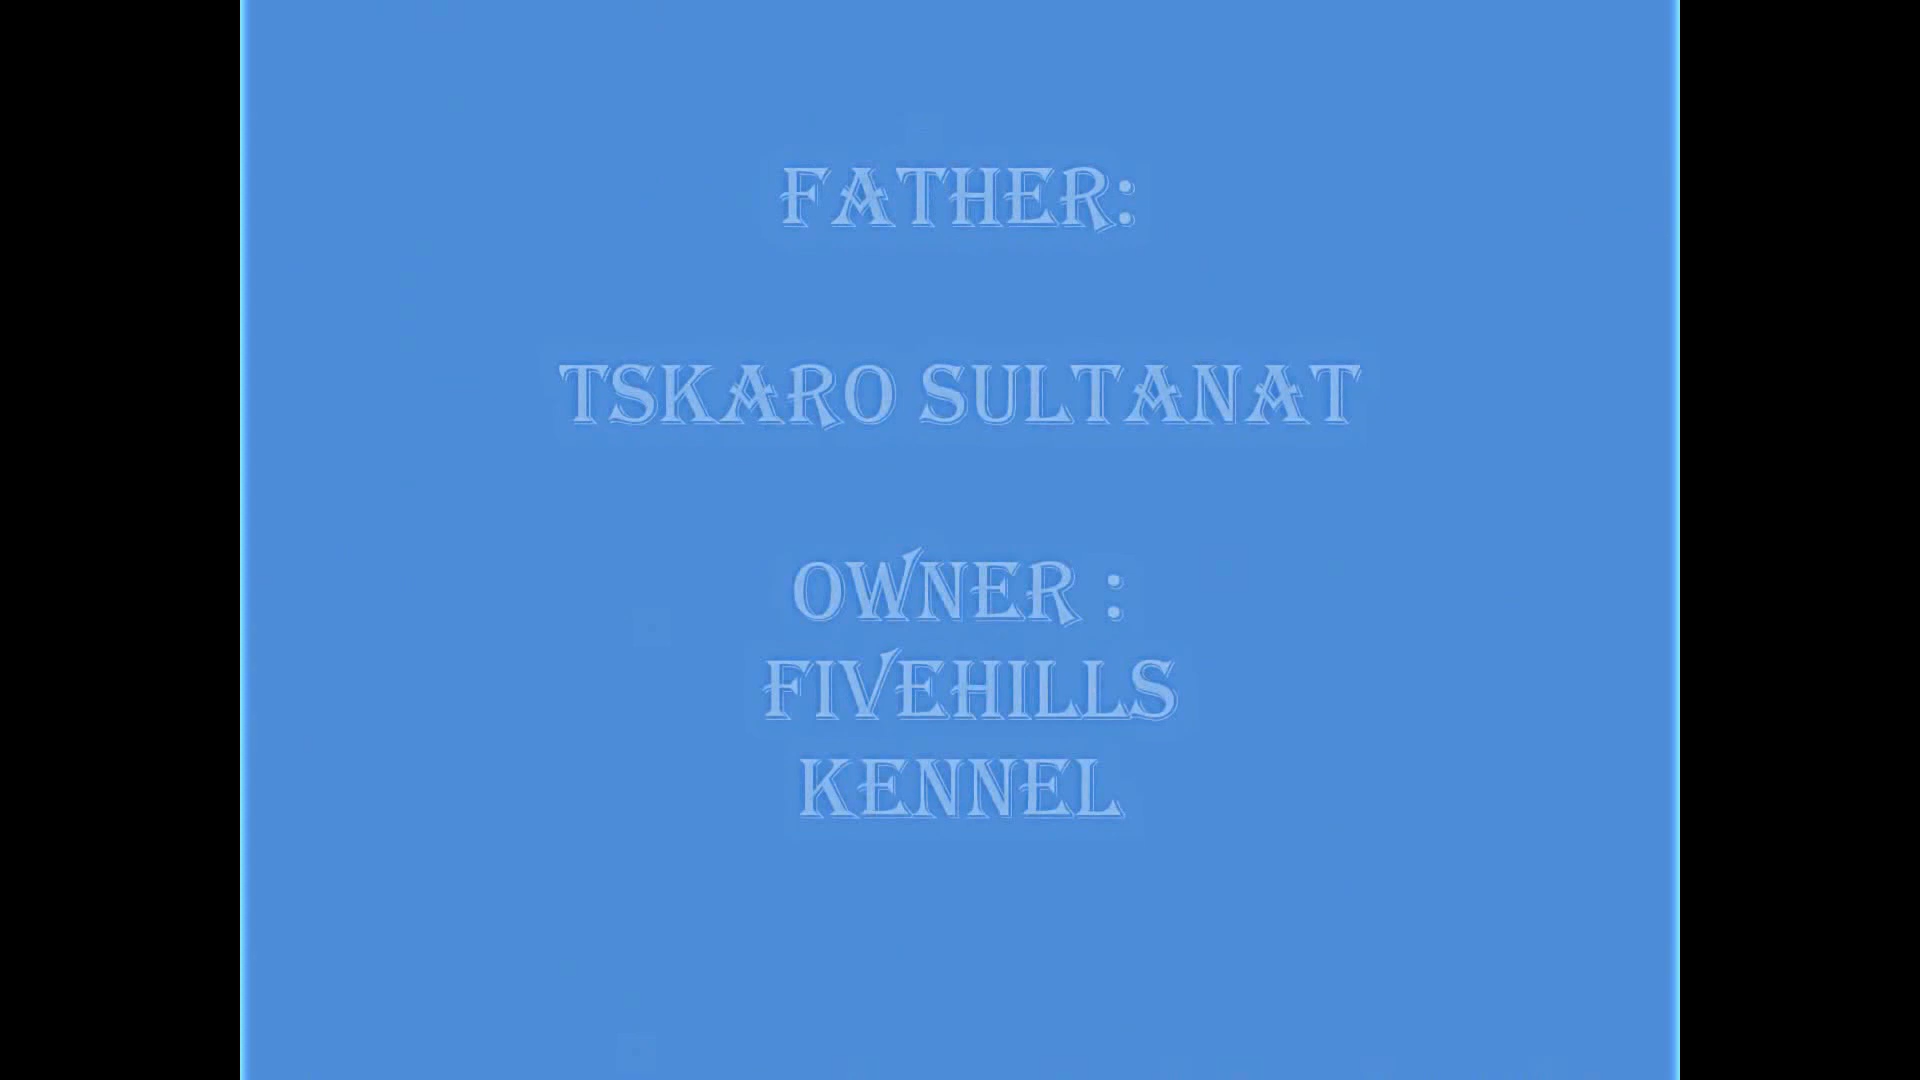 FATHER:
TSKARO SULTANAT
OWNER :
FIVEHILLS
KENNEL